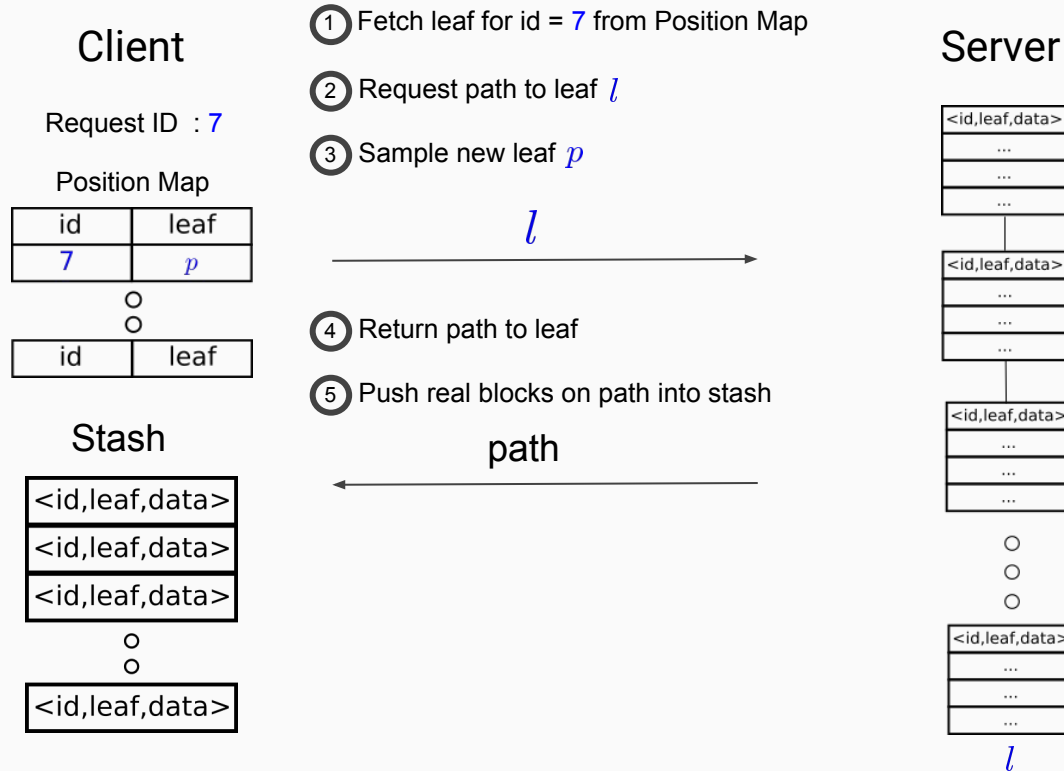 Client
Request ID : 7
Position Map
id leaf
7 p
id leaf
Stash
<id,leaf,data>
<id,leaf,data>
<id,leaf,data>
<id,leaf,data>
1 Fetch leaf for id = 7 from Position Map
2 Request path to leaf l
3 Sample new leaf p
l
4 Return path to leaf
5 Push real blocks on path into stash
path
Server
<id,leaf,data>
...
...
...
<id,leaf,data>
...
...
...
<id,leaf,data>
...
...
...
<id,leaf,data>
...
...
...
l